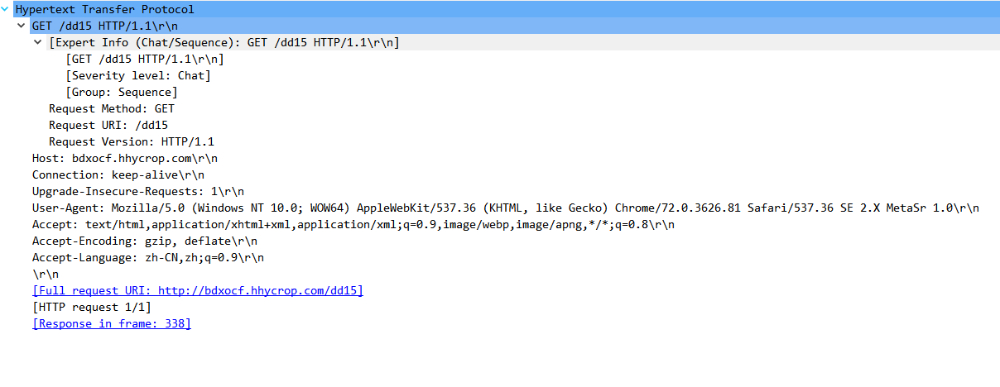 Hypertext Transfer Protocol
GET /dd15 HTTP/1.1\r\n
[Expert Info (Chat/Sequence): GET /dd15 HTTP/1.1\r\n]
[GET /dd15 HTTP/1.1\r\n]
[Severity level: Chat]
[Group: Sequence]
Request Method: GET
Request URI: /dd15
Request Version: HTTP/1.1
Host: bdxocf.hhycrop.com\r\n
Connection: keep-alive\r\n
Upgrade-Insecure-Requests: 1\r\n
User-Agent: Mozilla/5.0 (Windows NT 10.0; WOW64) AppleWebKit/537.36 (KHTML, like Gecko) Chrome/72.0.3626.81 Safari/537.36 SE 2.X MetaSr 1.0\r\n
Accept: text/html,application/xhtml+xml,application/xml;q=0.9,image/webp,image/apng,*/*;q=0.8\r\n
Accept-Encoding: gzip, deflate\r\n
Accept-Language: zh-CN,zh;q=0.9\r\n
\r\n
[Full request URI: http://bdxocf.hhycrop.com/dd15]
[HTTP request 1/1]
[Response in frame: 338]